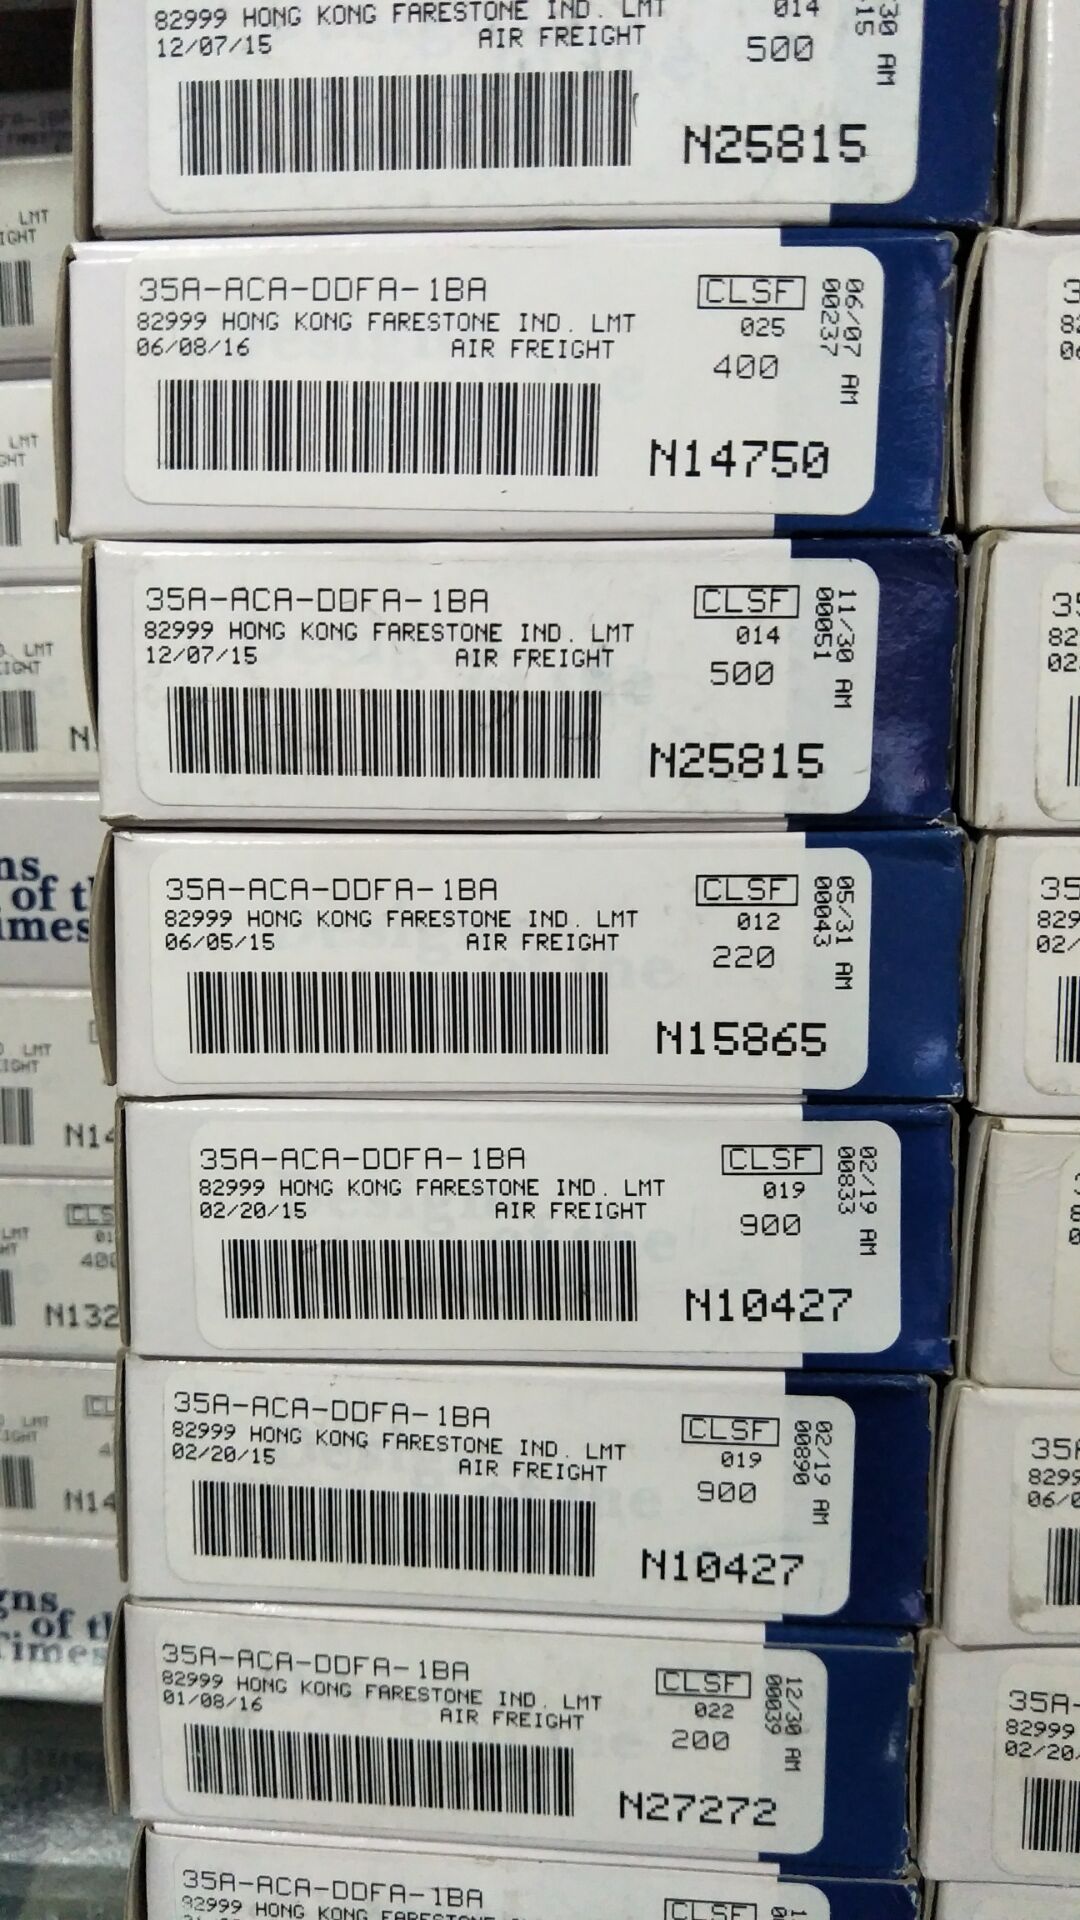 82999 HONG KONG FARESTONE IND. LMT 014
12/07/15 AIR FREIGHT 500
N25815
35A-ACA-DDFA-1BA CLSF
82999 HONG KONG FARESTONE IND. LMT 025
06/08/16 AIR FREIGHT 400
06/07 AM
00237
N14750
35A-ACA-DDFA-1BA CLSF
82999 HONG KONG FARESTONE IND. LMT 014
12/07/15 AIR FREIGHT 500
11/30 AM
00051
N25815
35A-ACA-DDFA-1BA CLSF
82999 HONG KONG FARESTONE IND. LMT 012
06/05/15 AIR FREIGHT 220
05/31 AM
00043
N15865
35A-ACA-DDFA-1BA CLSF
82999 HONG KONG FARESTONE IND. LMT 019
02/20/15 AIR FREIGHT 900
02/19 AM
00833
N10427
35A-ACA-DDFA-1BA CLSF
82999 HONG KONG FARESTONE IND. LMT 019
02/20/15 AIR FREIGHT 900
02/19 AM
00890
N10427
35A-ACA-DDFA-1BA CLSF
82999 HONG KONG FARESTONE IND. LMT 022
01/08/16 AIR FREIGHT 200
12/30 AM
00039
N27272
35A-ACA-DDFA-1BA CLSF